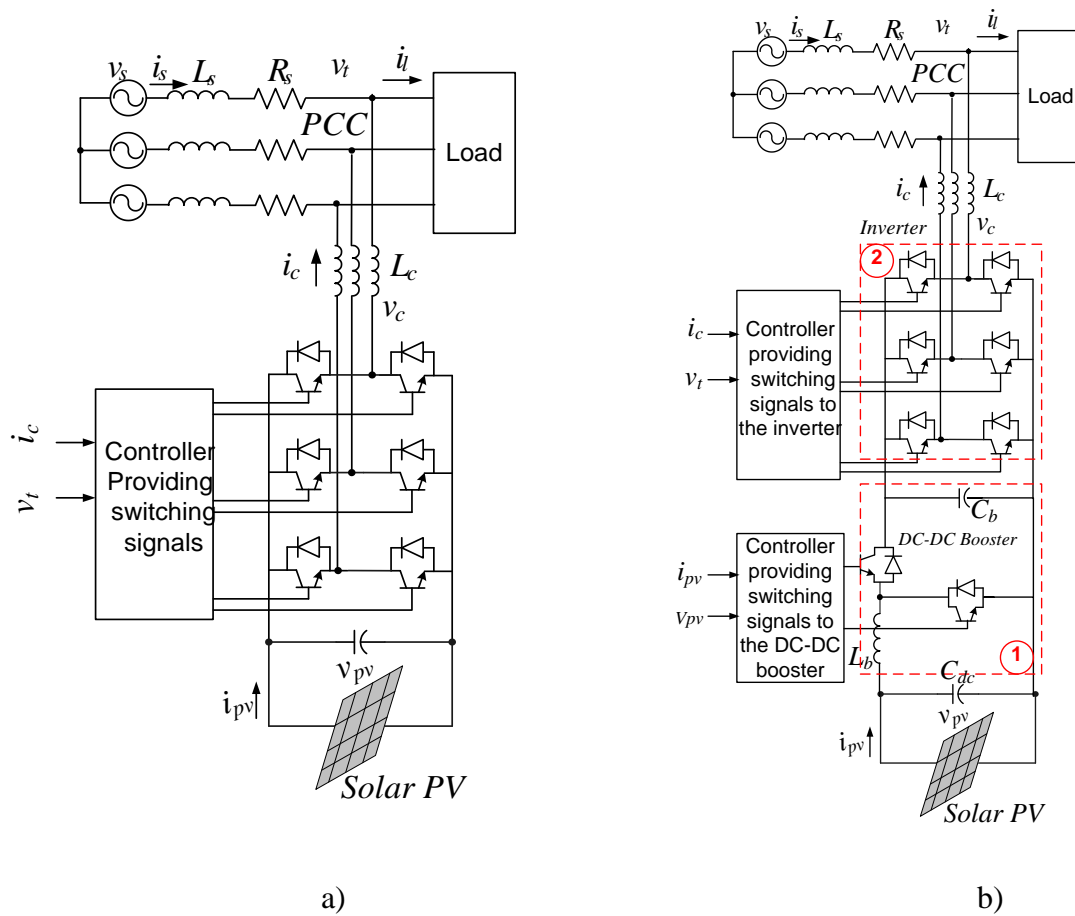 v_s i_s L_s R_s v_t i_l
PCC
Load
i_c L_c
v_c
i_c
v_t
Controller
Providing
switching
signals
v_pv
i_pv
Solar PV
a)
v_s i_s L_s R_s v_t i_l
PCC
Load
i_c L_c
v_c
Inverter
2
i_c
v_t
Controller
providing
switching
signals to
the inverter
C_b
DC-DC Booster
i_pv
V_pv
Controller
providing
switching
signals to
the DC-DC
booster
L_b
1
C_dc
v_pv
i_pv
Solar PV
b)